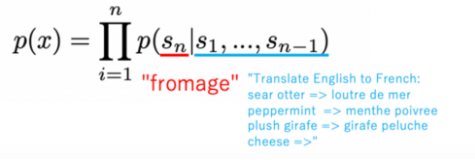 p(x) = ∏_{i=1}^{n} p(s_n|s_1, ..., s_{n-1})
"fromage"
"Translate English to French:
sear otter => loutre de mer
peppermint => menthe poivree
plush girafe => girafe peluche
cheese =>"